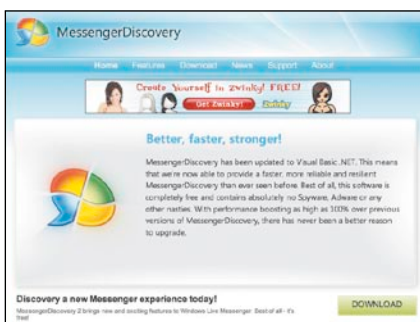 MessengerDiscovery
Home Features Download News Support About
Create Yourself in Zwinky! FREE!
Get Zwinky! Zwinky
Better, faster, stronger!
MessengerDiscovery has been updated to Visual Basic .NET. This means
that we're now able to provide a faster, more reliable and resilient
MessengerDiscovery than ever seen before. Best of all, this software is
completely free and contains absolutely no Spyware, Adware or any
other nasties. With performance boosting as high as 100% over previous
versions of MessengerDiscovery, there has never been a better reason
to upgrade.
Discovery a new Messenger experience today!
MessengerDiscovery 2 brings new and exciting features to Windows Live Messenger. Best of all - it's
free!
DOWNLOAD